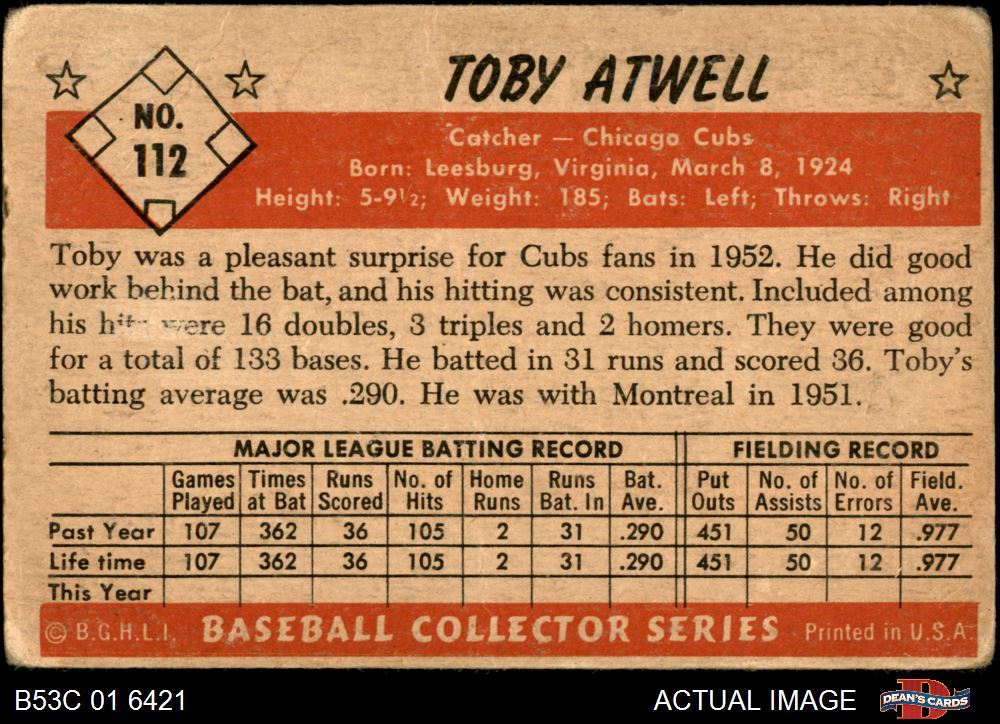 TOBY ATWELL
NO.
112
Catcher — Chicago Cubs
Born: Leesburg, Virginia, March 8, 1924
Height: 5-9½; Weight: 185; Bats: Left; Throws: Right
Toby was a pleasant surprise for Cubs fans in 1952. He did good
work behind the bat, and his hitting was consistent. Included among
his were 16 doubles, 3 triples and 2 homers. They were good
for a total of 133 bases. He batted in 31 runs and scored 36. Toby's
batting average was .290. He was with Montreal in 1951.
MAJOR LEAGUE BATTING RECORD FIELDING RECORD
Games Times Runs No. of Home Runs Bat. Put No. of No. of Field.
Played at Bat Scored Hits Runs Bat. In Ave. Outs Assists Errors Ave.
Past Year 107 362 36 105 2 31 .290 451 50 12 .977
Life time 107 362 36 105 2 31 .290 451 50 12 .977
This Year
© B.G.H.L.I. BASEBALL COLLECTOR SERIES Printed in U.S.A.
B53C 01 6421 ACTUAL IMAGE DEAN'S CARDS
D